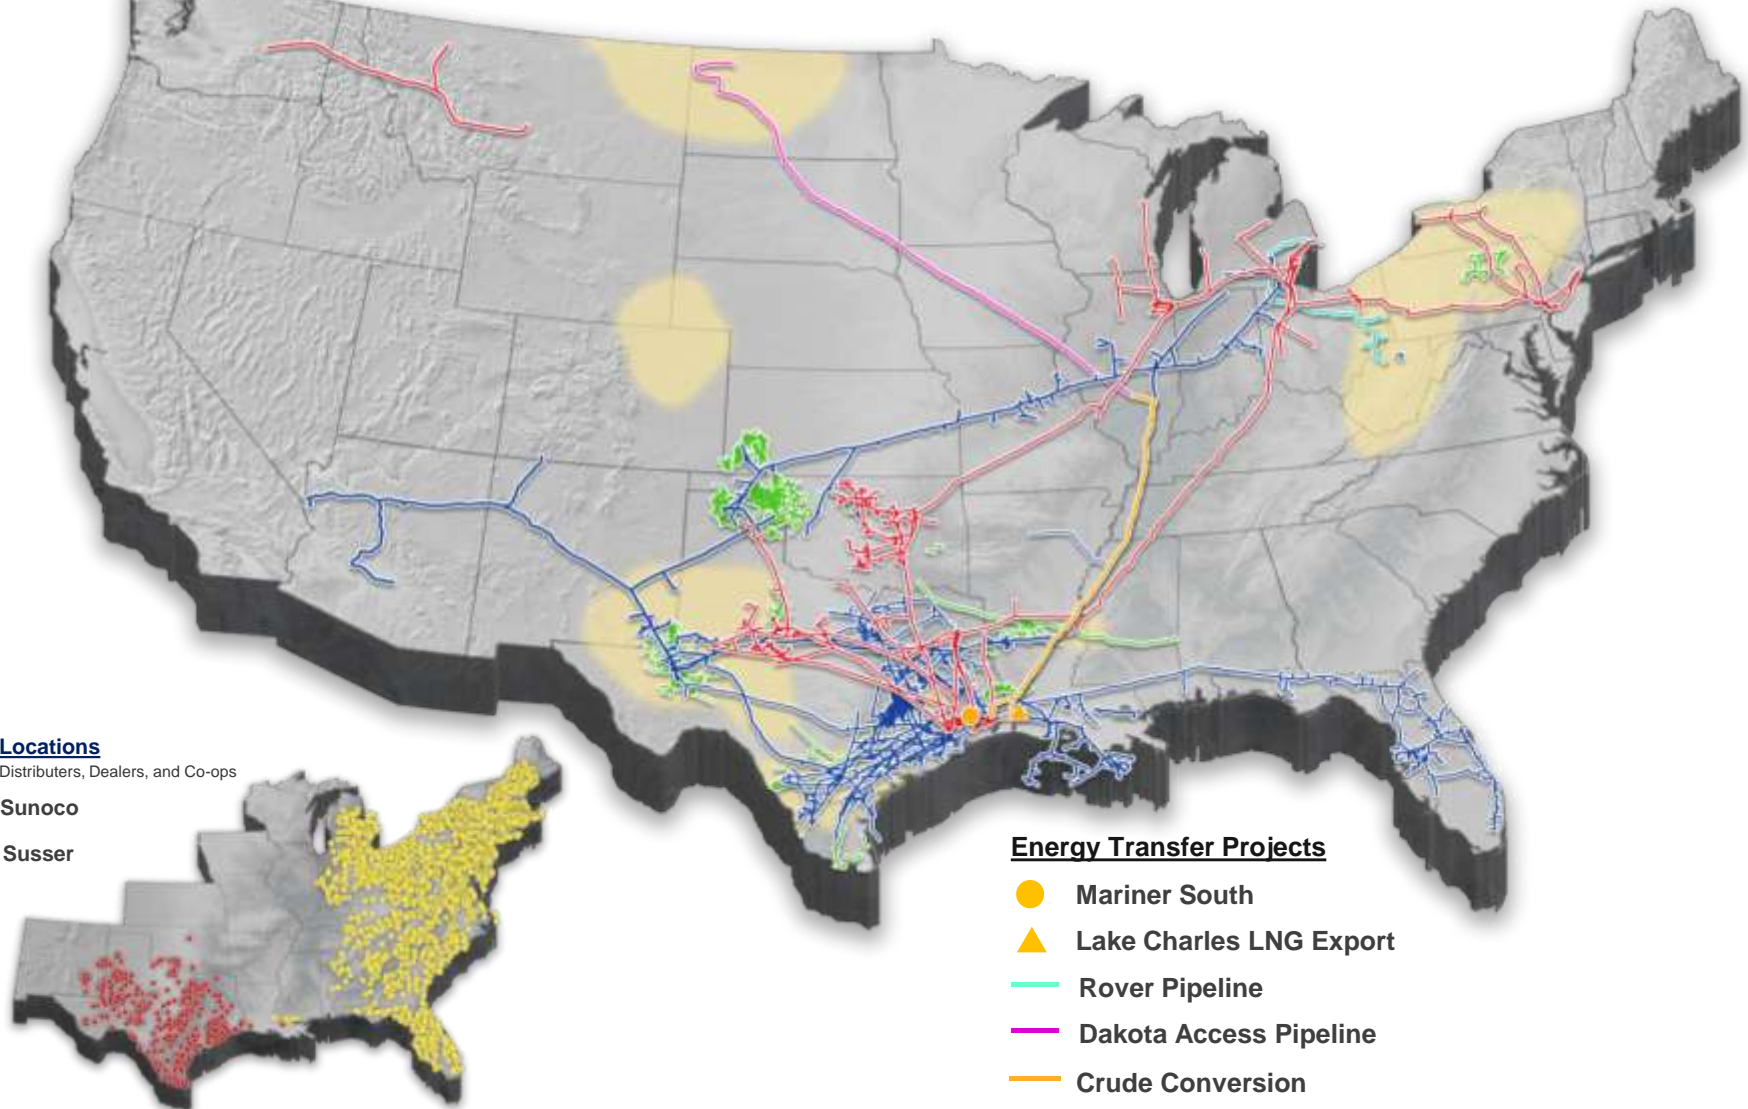 Locations
Distributers, Dealers, and Co-ops
Sunoco
Susser
Energy Transfer Projects
Mariner South
Lake Charles LNG Export
Rover Pipeline
Dakota Access Pipeline
Crude Conversion